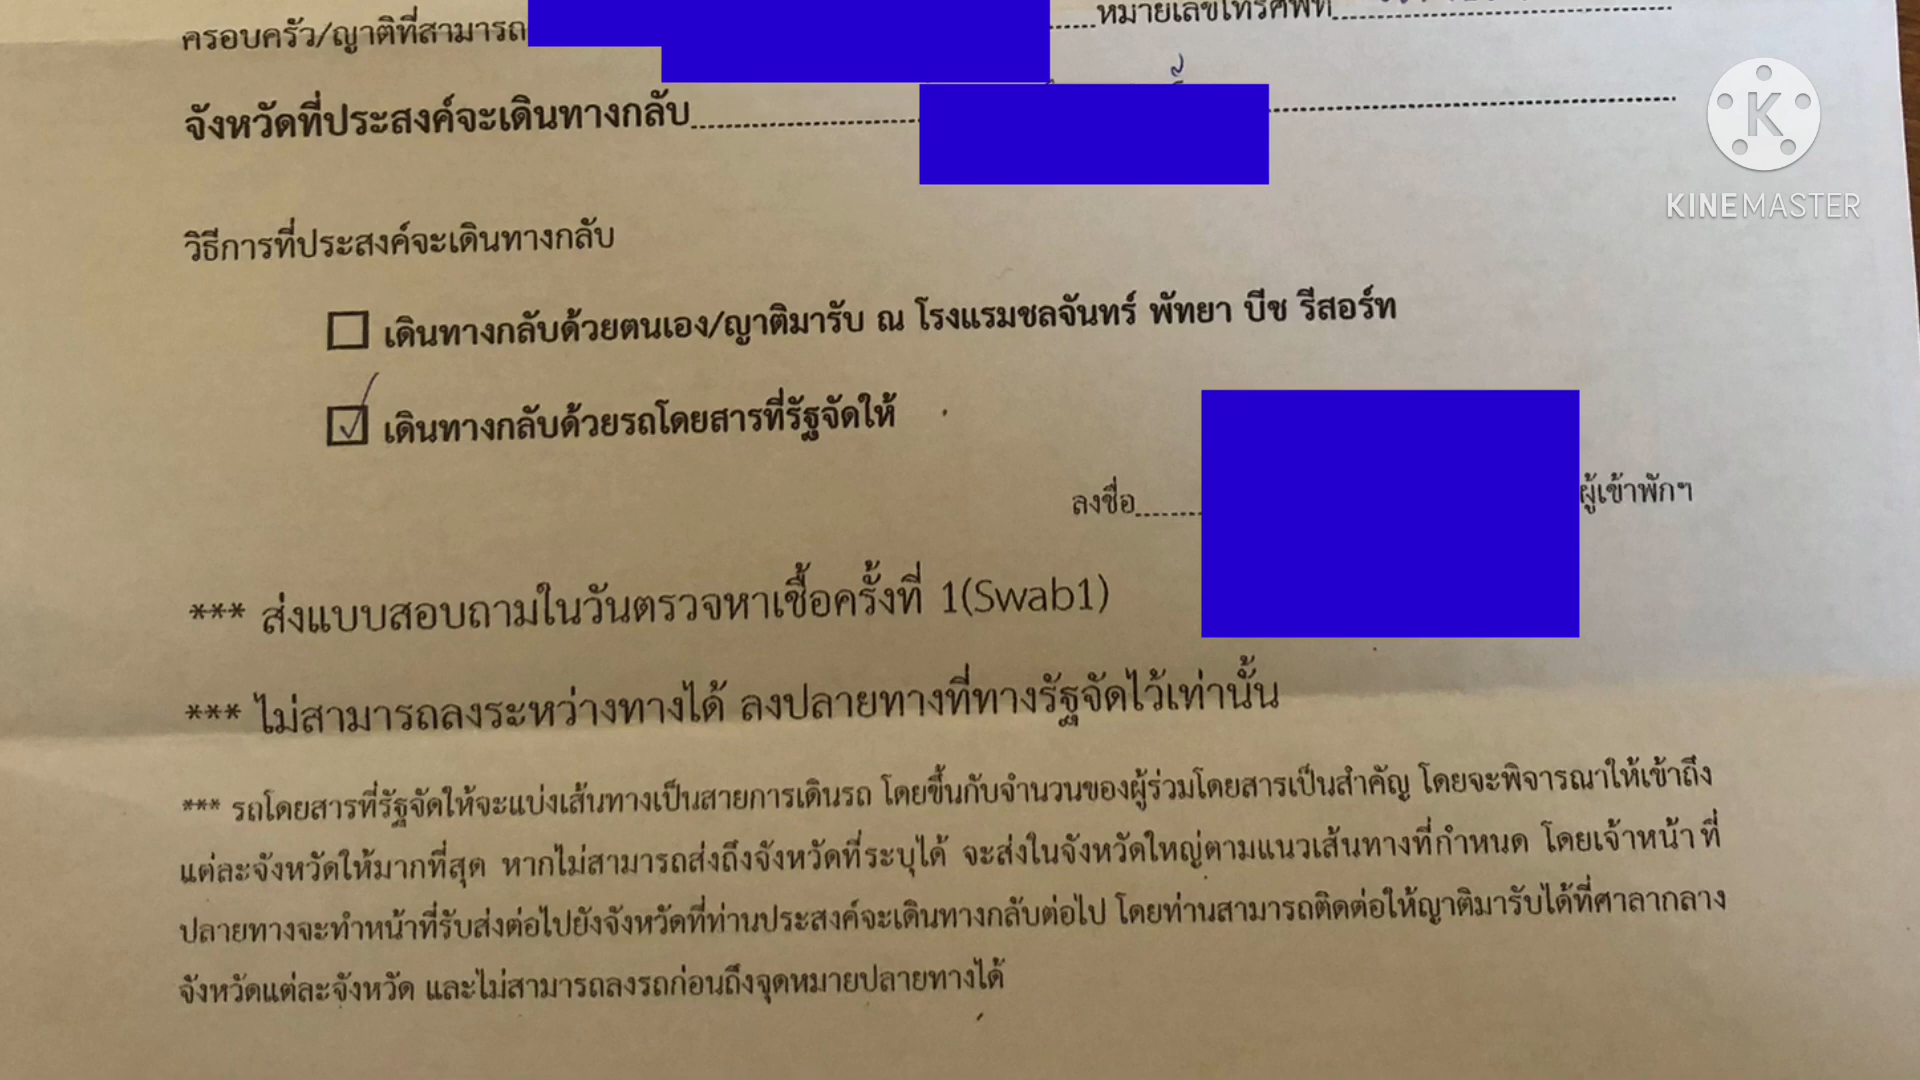 ครอบครัว/ญาติที่สามารถ หมายเลขโทรศัพท์
จังหวัดที่ประสงค์จะเดินทางกลับ
KINEMASTER
วิธีการที่ประสงค์จะเดินทางกลับ
เดินทางกลับด้วยตนเอง/ญาติมารับ ณ โรงแรมชลจันทร์ พัทยา บีช รีสอร์ท
เดินทางกลับด้วยรถโดยสารที่รัฐจัดให้
ลงชื่อ ผู้เข้าพักฯ
*** ส่งแบบสอบถามในวันตรวจหาเชื้อครั้งที่ 1(Swab1)
*** ไม่สามารถลงระหว่างทางได้ ลงปลายทางที่ทางรัฐจัดไว้เท่านั้น
*** รถโดยสารที่รัฐจัดให้จะแบ่งเส้นทางเป็นสายการเดินรถ โดยขึ้นกับจำนวนของผู้ร่วมโดยสารเป็นสำคัญ โดยจะพิจารณาให้เข้าถึง
แต่ละจังหวัดให้มากที่สุด หากไม่สามารถส่งถึงจังหวัดที่ระบุได้ จะส่งในจังหวัดใหญ่ตามแนวเส้นทางที่กำหนด โดยเจ้าหน้าที่
ปลายทางจะทำหน้าที่รับส่งต่อไปยังจังหวัดที่ท่านประสงค์จะเดินทางกลับต่อไป โดยท่านสามารถติดต่อให้ญาติมารับได้ที่ศาลากลาง
จังหวัดแต่ละจังหวัด และไม่สามารถลงรถก่อนถึงจุดหมายปลายทางได้